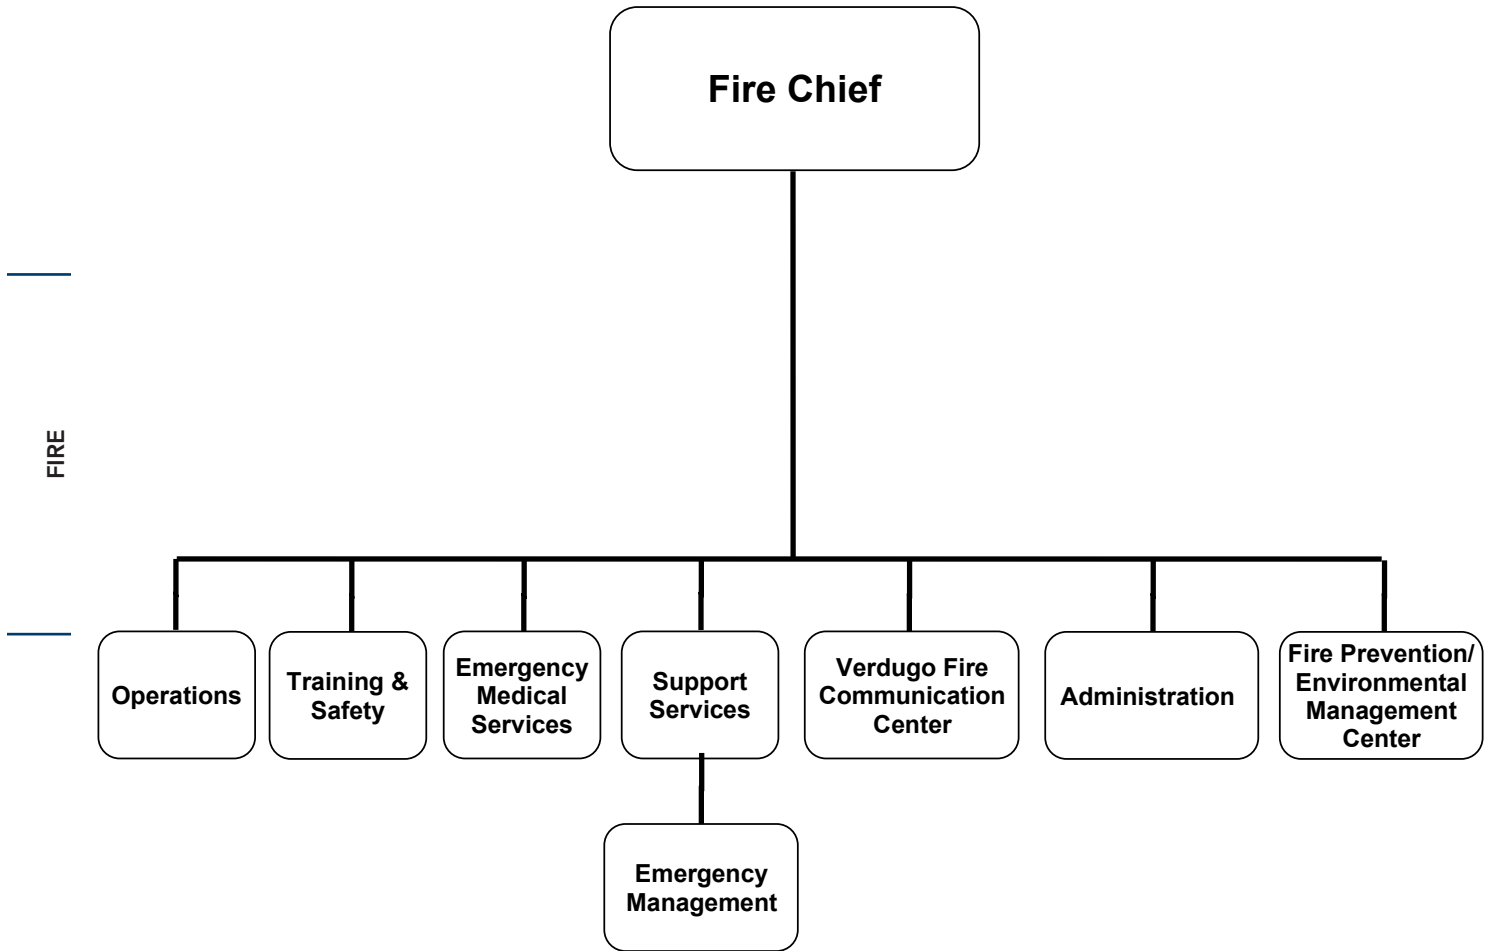 Fire Chief
FIRE
Operations
Training &
Safety
Emergency
Medical
Services
Support
Services
Verdugo Fire
Communication
Center
Administration
Fire Prevention/
Environmental
Management
Center
Emergency
Management